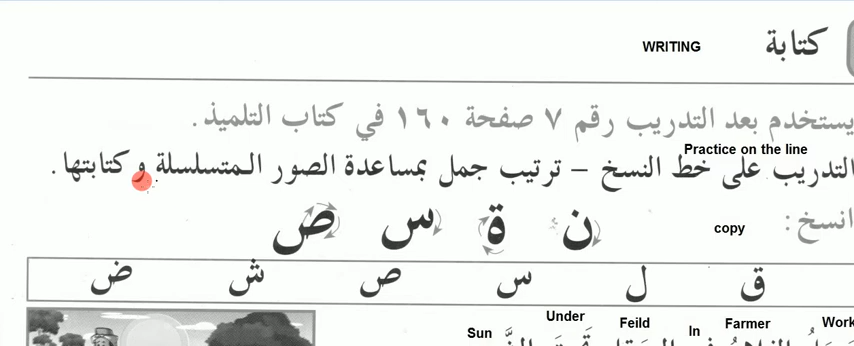 كتابة WRITING
يستخدم بعد التدريب رقم ٧ صفحة ١٦٠ في كتاب التلميذ.
Practice on the line
التدريب على خط النسخ – ترتيب جمل بمساعدة الصور المتسلسلة و كتابتها.
انسخ: copy
ن ة س ص
ق ل س ص ش ض
Sun Under Feild In Farmer Work